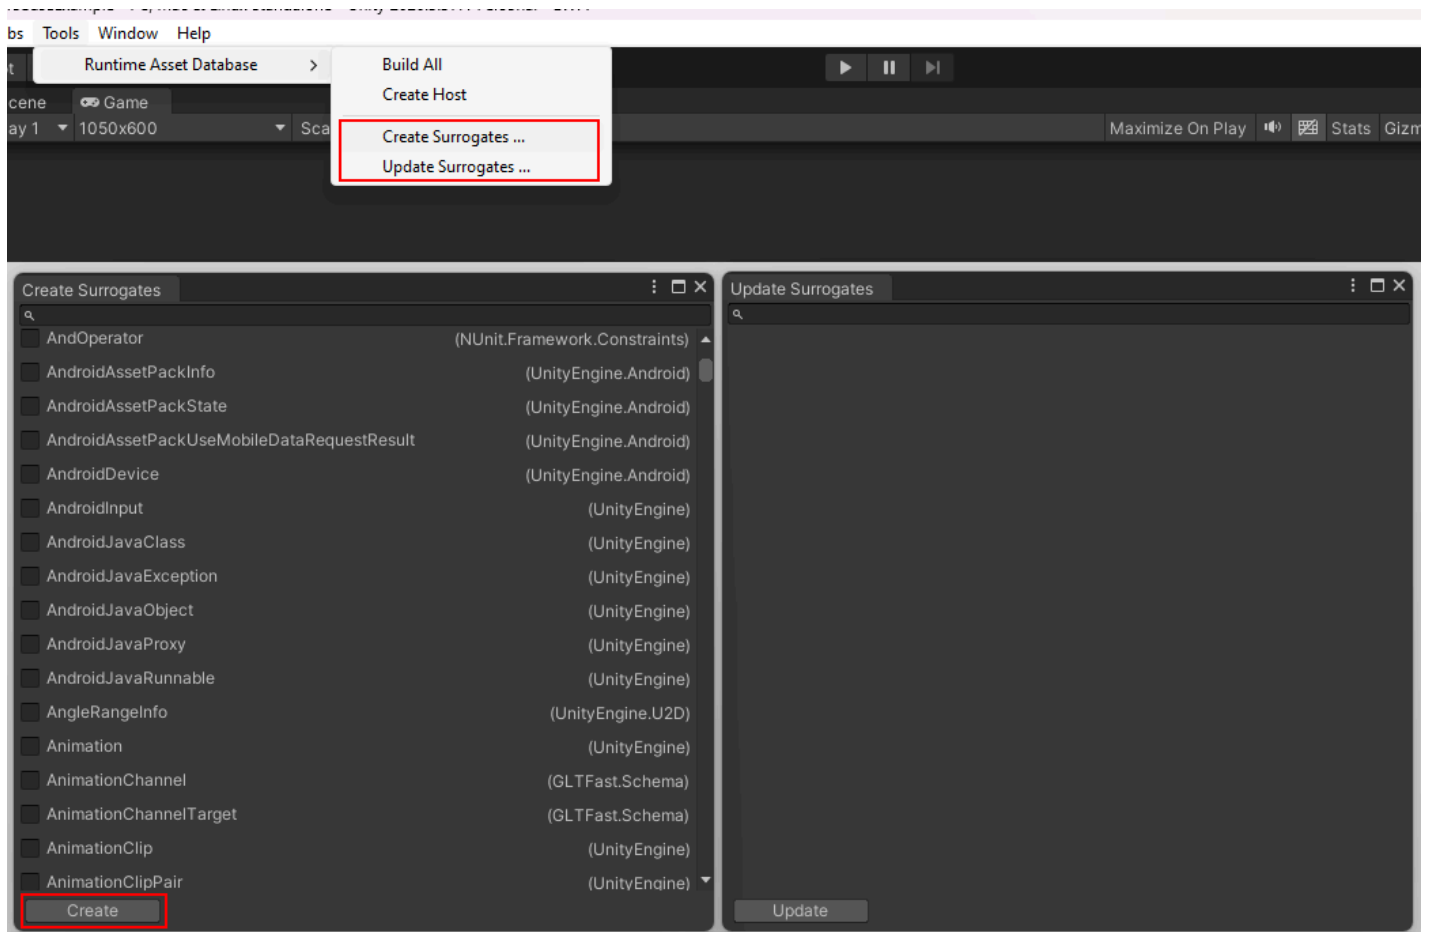 bs Tools Window Help
Runtime Asset Database >
Build All
Create Host
Create Surrogates ...
Update Surrogates ...
t
cene Game
ay 1 1050x600 Sca Maximize On Play Stats Gizm
Create Surrogates
AndOperator (NUnit.Framework.Constraints)
AndroidAssetPackInfo (UnityEngine.Android)
AndroidAssetPackState (UnityEngine.Android)
AndroidAssetPackUseMobileDataRequestResult (UnityEngine.Android)
AndroidDevice (UnityEngine.Android)
AndroidInput (UnityEngine)
AndroidJavaClass (UnityEngine)
AndroidJavaException (UnityEngine)
AndroidJavaObject (UnityEngine)
AndroidJavaProxy (UnityEngine)
AndroidJavaRunnable (UnityEngine)
AngleRangeInfo (UnityEngine.U2D)
Animation (UnityEngine)
AnimationChannel (GLTFast.Schema)
AnimationChannelTarget (GLTFast.Schema)
AnimationClip (UnityEngine)
AnimationClipPair (UnityEngine)
Create
Update Surrogates
Update